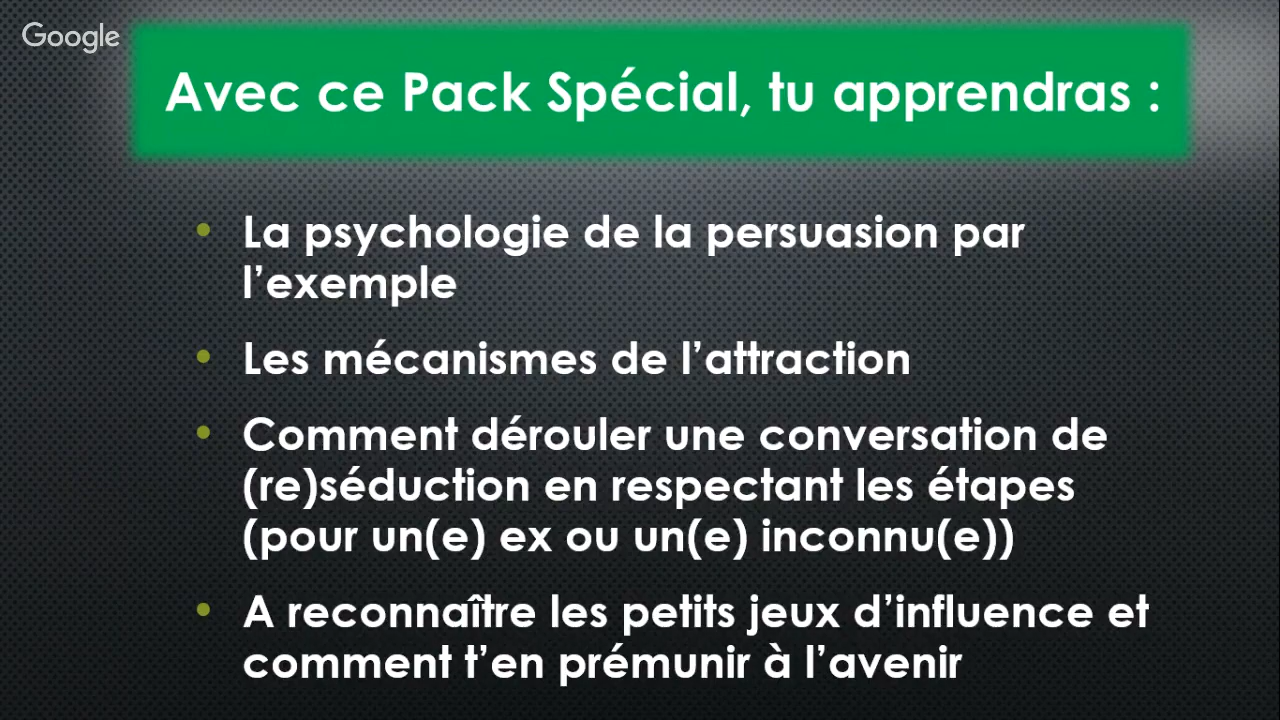 Google
Avec ce Pack Spécial, tu apprendras :
• La psychologie de la persuasion par
l’exemple
• Les mécanismes de l’attraction
• Comment dérouler une conversation de
(re)séduction en respectant les étapes
(pour un(e) ex ou un(e) inconnu(e))
• A reconnaître les petits jeux d’influence et
comment t’en prémunir à l’avenir